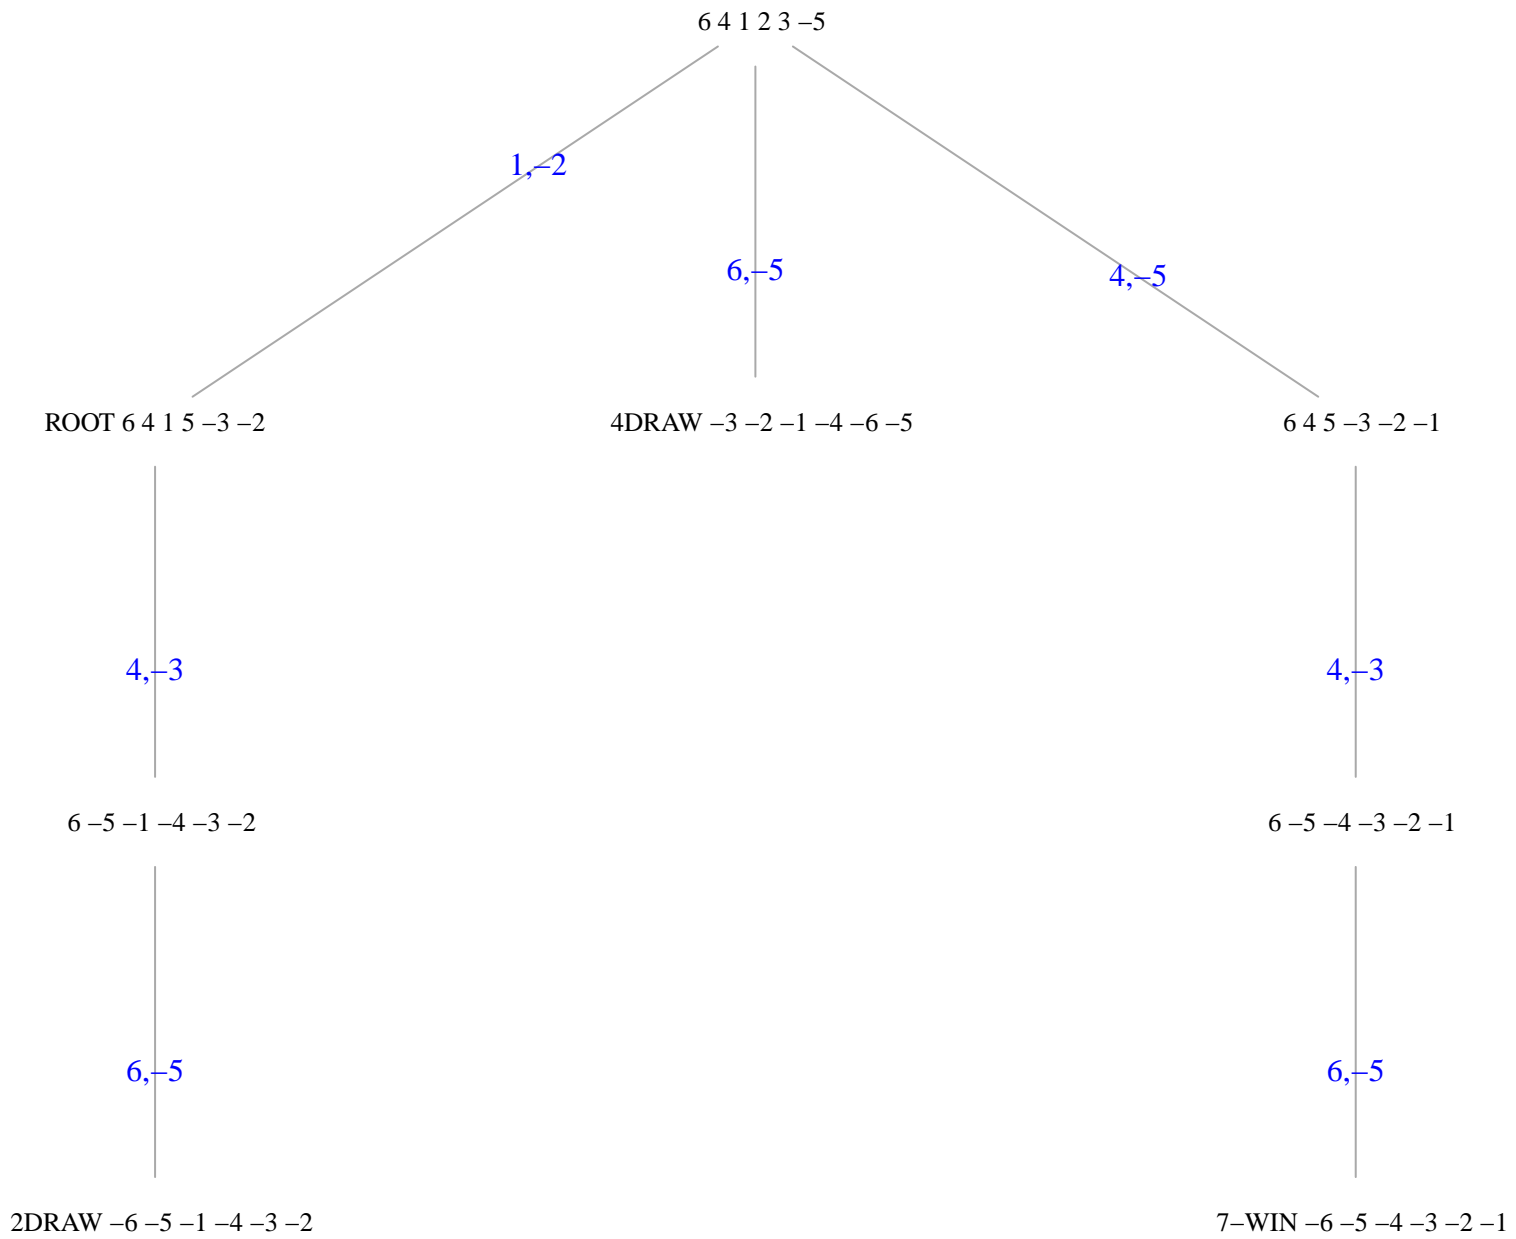 6 4 1 2 3 –5
1,–2
6,–5
4,–5
ROOT 6 4 1 5 –3 –2
4DRAW –3 –2 –1 –4 –6 –5
6 4 5 –3 –2 –1
4,–3
4,–3
6 –5 –1 –4 –3 –2
6 –5 –4 –3 –2 –1
6,–5
6,–5
2DRAW –6 –5 –1 –4 –3 –2
7–WIN –6 –5 –4 –3 –2 –1